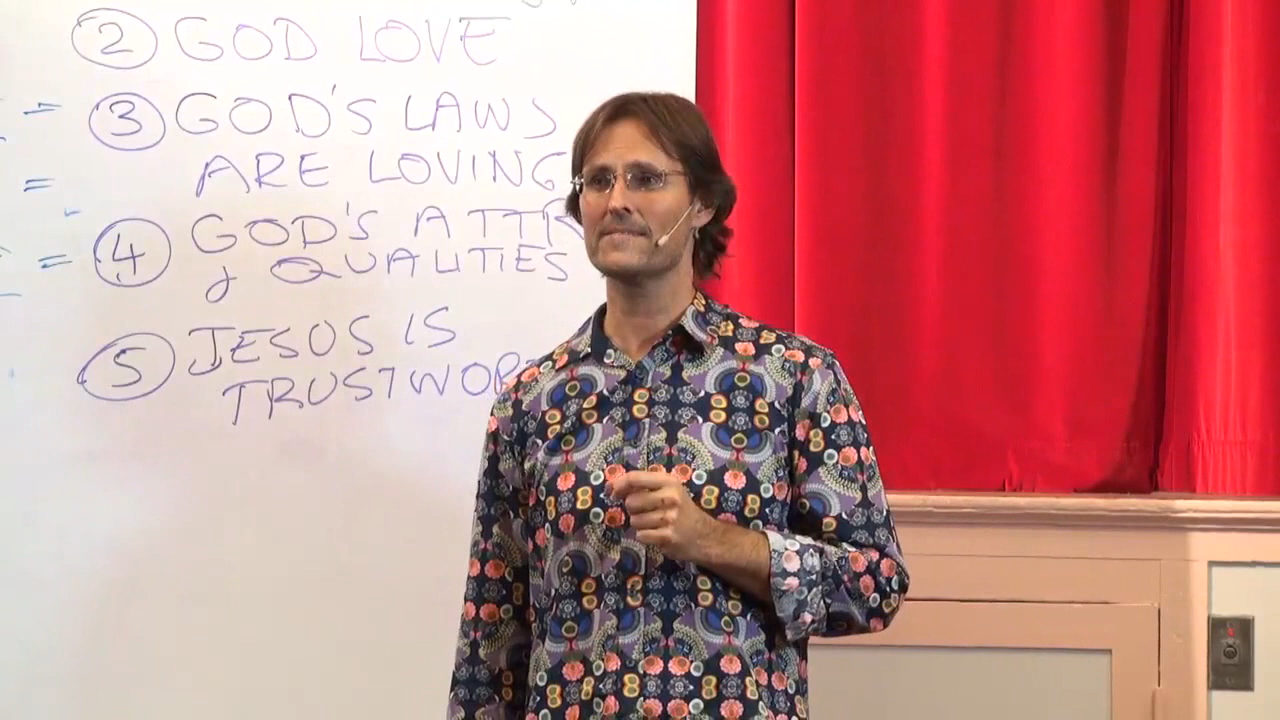 ② GOD LOVE
= ③ GOD'S LAWS
= ARE LOVING
④ GOD'S ATTR
= & QUALITIES
⑤ JESUS IS
TRUSTWOR